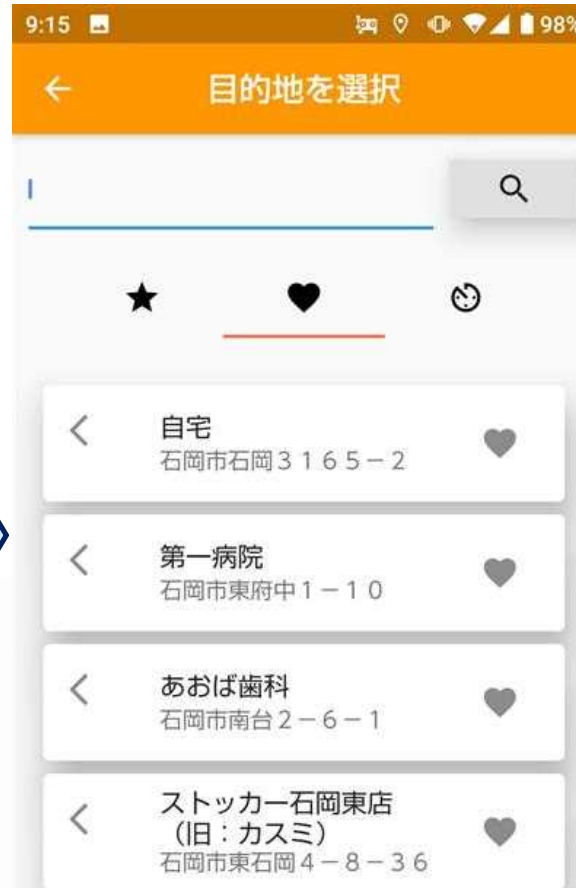 9:15 98%
目的地を選択
自宅
石岡市石岡３１６５－２
第一病院
石岡市東府中１－１０
あおば歯科
石岡市南台２－６－１
ストッカー石岡東店
（旧：カスミ）
石岡市東石岡４－８－３６